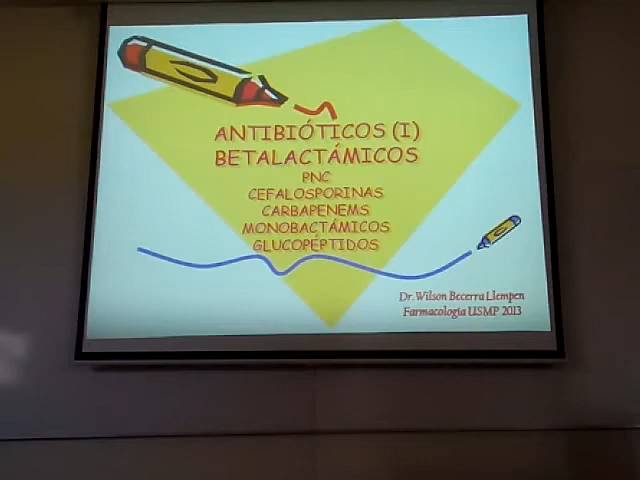 ANTIBIÓTICOS (I)
BETALACTÁMICOS
PNC
CEFALOSPORINAS
CARBAPENEMS
MONOBACTÁMICOS
GLUCOPÉPTIDOS
Dr. Wilson Becerra Llempen
Farmacología USMP 2013